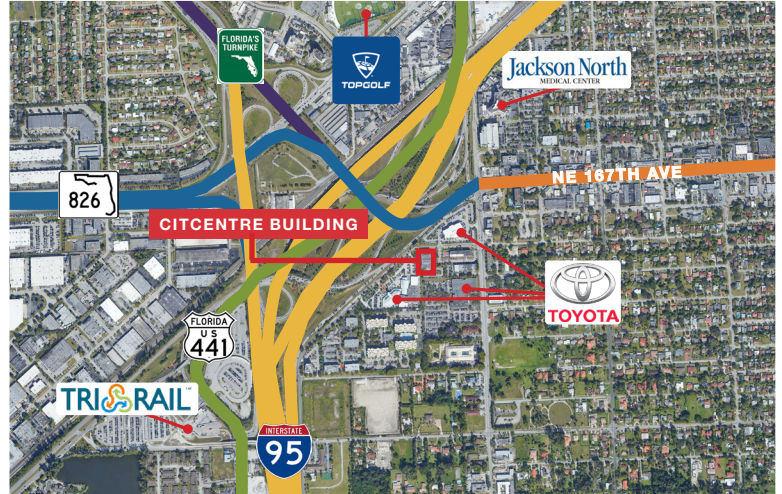 FLORIDA'S
TURNPIKE
TOPGOLF
Jackson North
MEDICAL CENTER
826
NE 167TH AVE
CITCENTRE BUILDING
TOYOTA
FLORIDA
US
441
TRI RAIL™
INTERSTATE
95